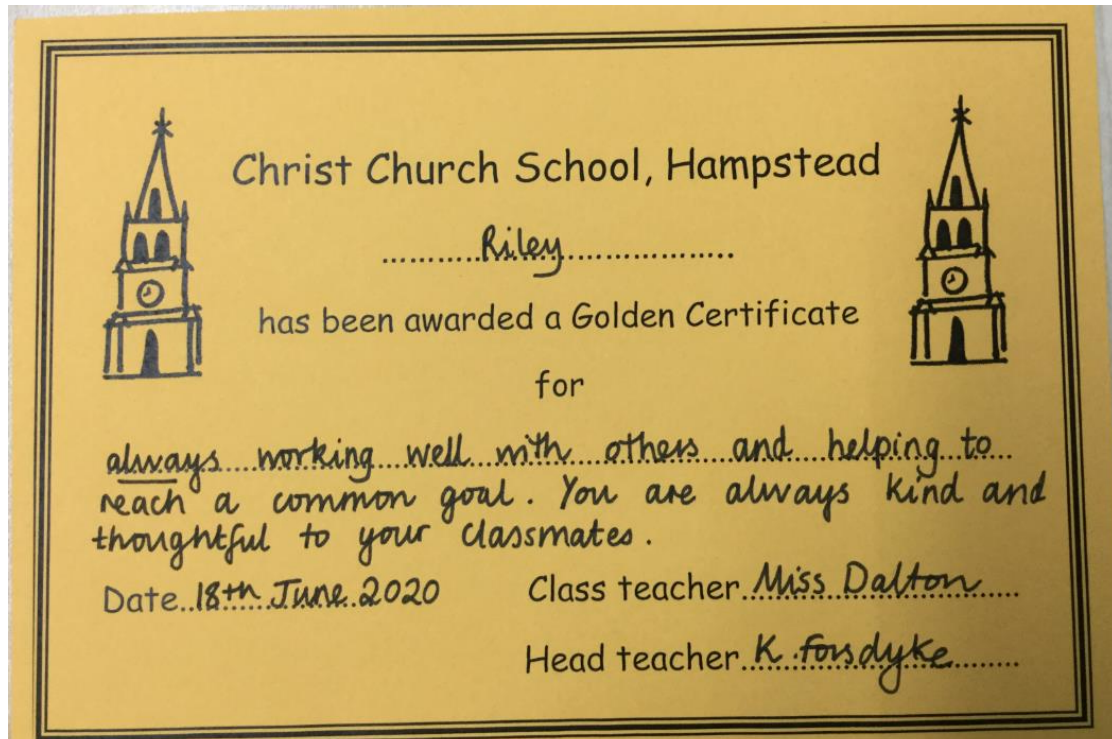 Christ Church School, Hampstead
Riley
has been awarded a Golden Certificate
for
always working well with others and helping to
reach a common goal. You are always kind and
thoughtful to your classmates.
Date 18th June 2020 Class teacher Miss Dalton
Head teacher K. Forsdyke